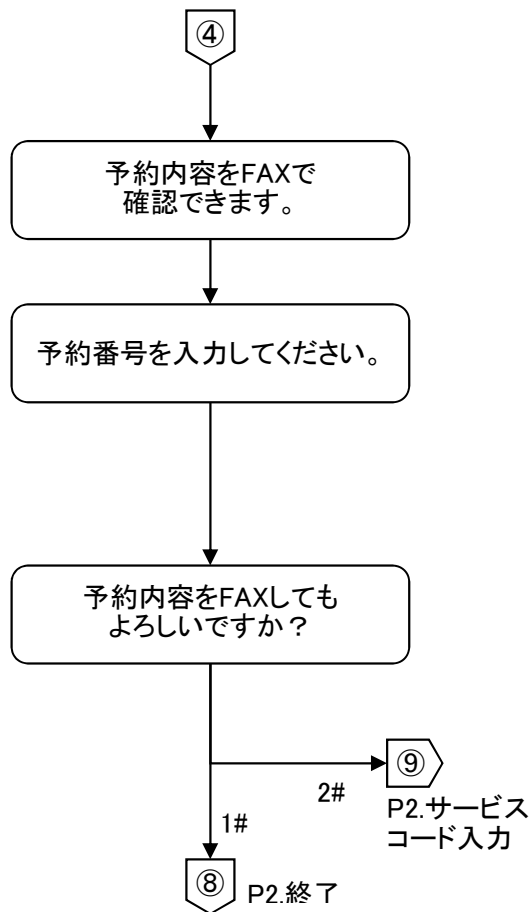 ④
予約内容をFAXで
確認できます。
予約番号を入力してください。
予約内容をFAXしても
よろしいですか？
⑨
2#
P2.サービス
コード入力
1#
⑧
P2.終了